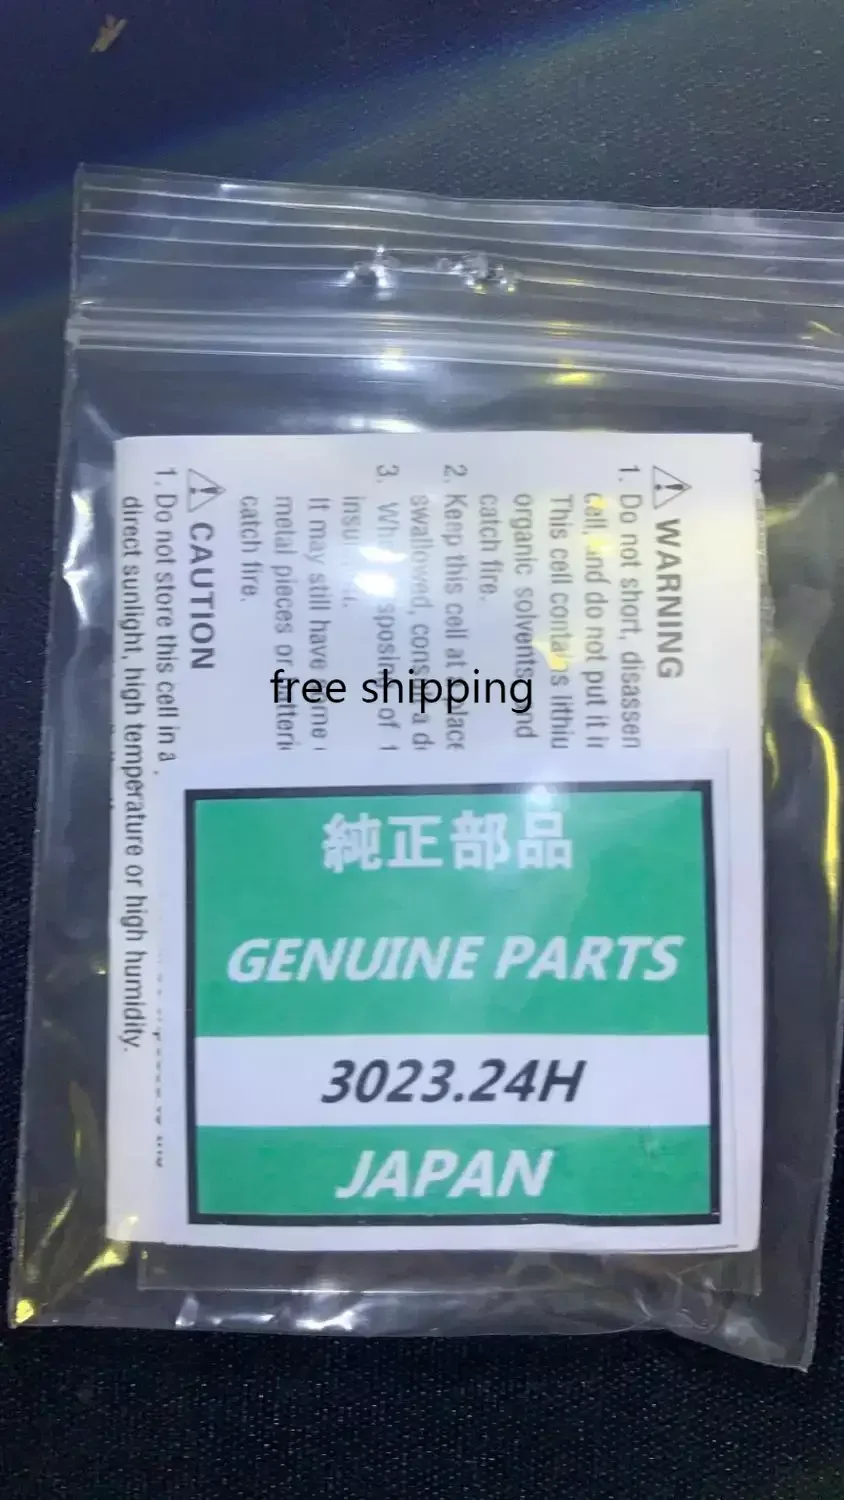 ⚠ WARNING
1. Do not short, disassem
cell, and do not put it in
This cell contains lithiu
organic solvents, and
catch fire.
2. Keep this cell at a place
swallowed, consult a d
3. When disposing of
It may still have some
metal pieces or batteri
catch fire.
⚠ CAUTION
1. Do not store this cell in a
direct sunlight, high temperature or high humidity.
free shipping
純正部品
GENUINE PARTS
3023.24H
JAPAN